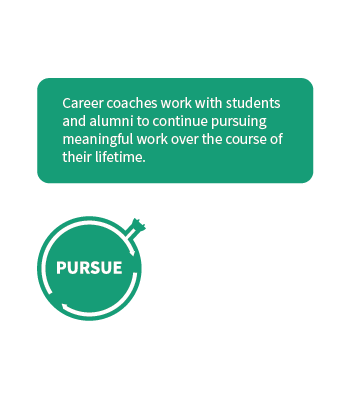 Career coaches work with students
and alumni to continue pursuing
meaningful work over the course of
their lifetime.
PURSUE